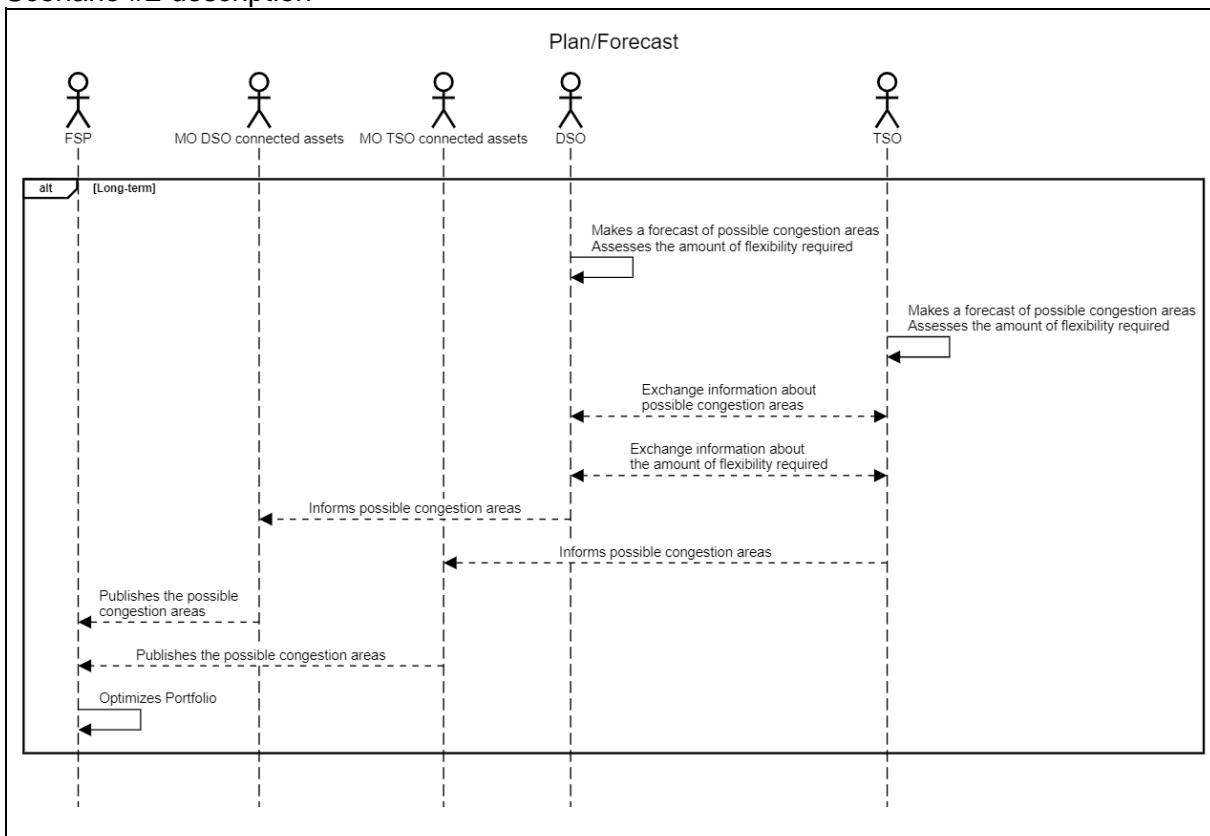 Scenario #2 description
Plan/Forecast
FSP
MO DSO connected assets
MO TSO connected assets
DSO
TSO
alt
[Long-term]
Makes a forecast of possible congestion areas
Assesses the amount of flexibility required
Makes a forecast of possible congestion areas
Assesses the amount of flexibility required
Exchange information about
possible congestion areas
Exchange information about
the amount of flexibility required
Informs possible congestion areas
Informs possible congestion areas
Publishes the possible
congestion areas
Publishes the possible congestion areas
Optimizes Portfolio